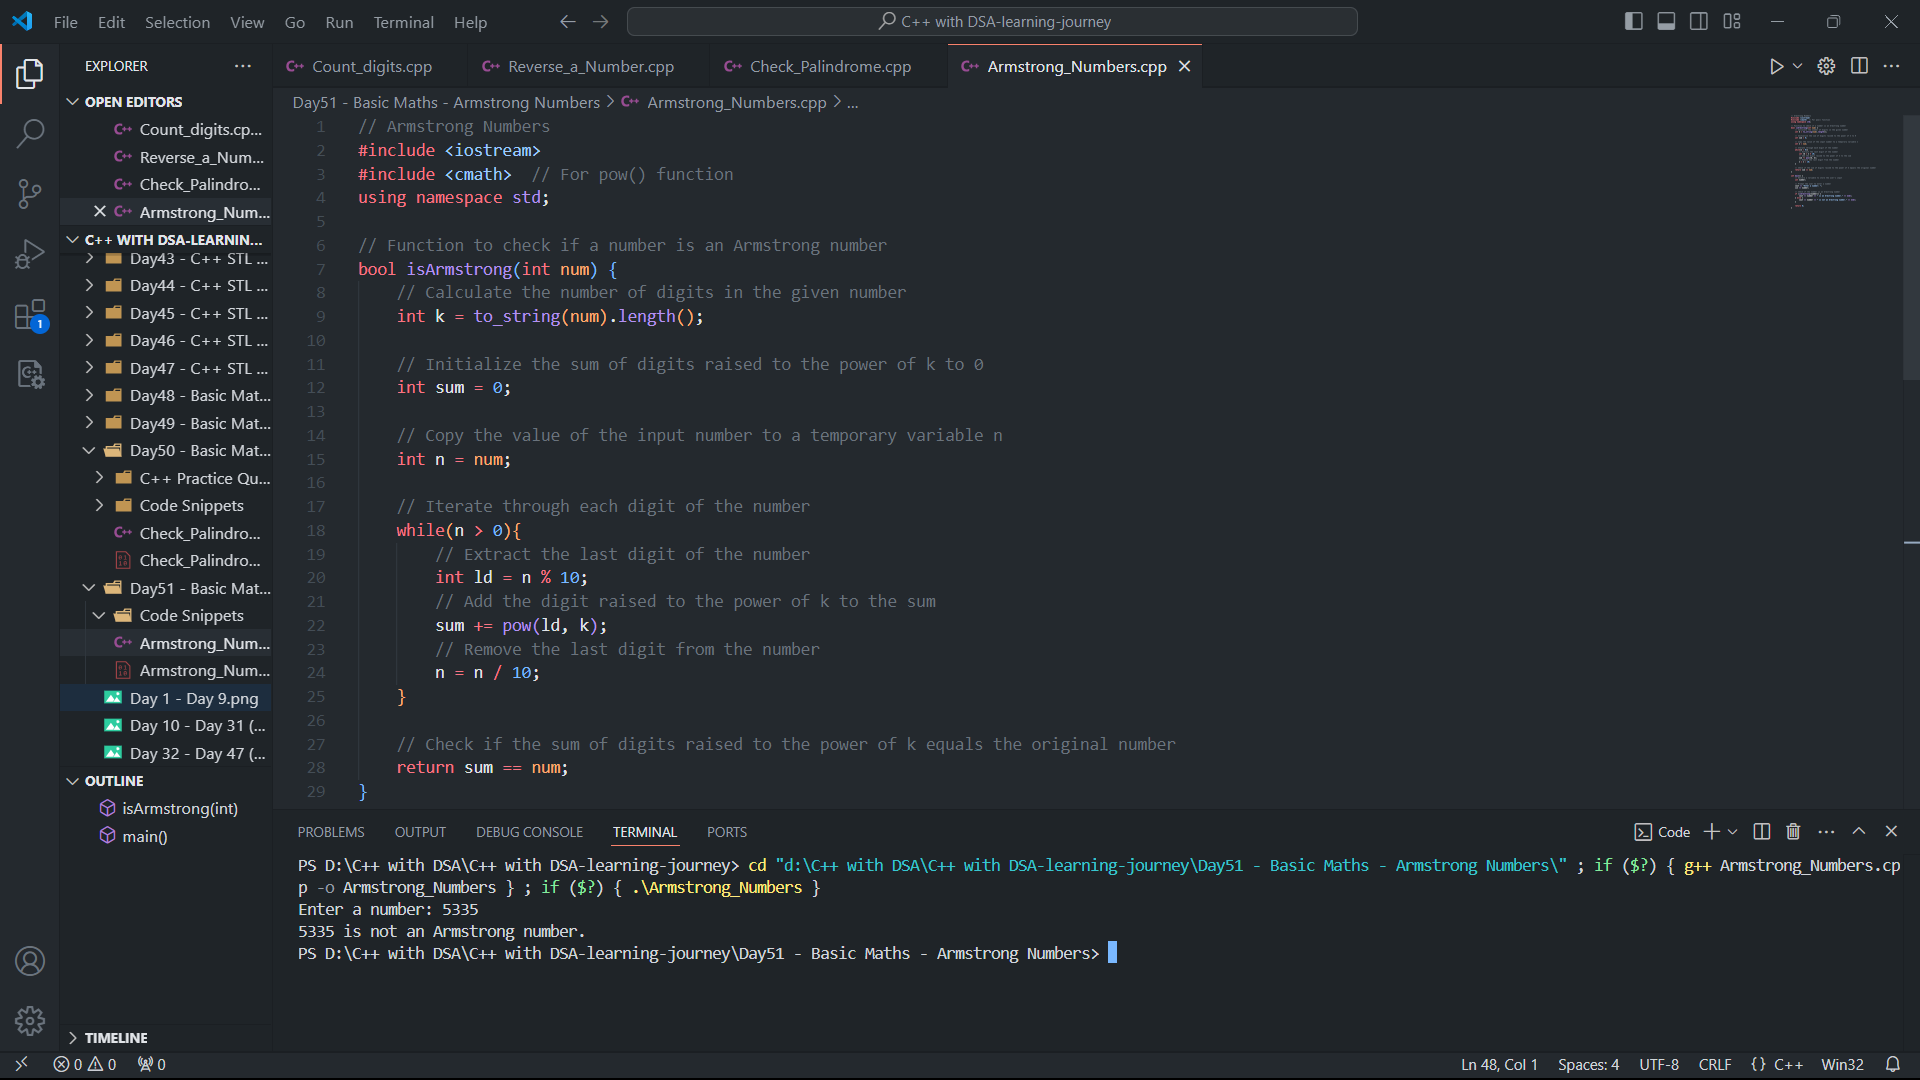 File Edit Selection View Go Run Terminal Help
C++ with DSA-learning-journey
EXPLORER
OPEN EDITORS
Count_digits.cp...
Reverse_a_Num...
Check_Palindro...
Armstrong_Num...
C++ WITH DSA-LEARNIN...
Day43 - C++ STL ...
Day44 - C++ STL ...
Day45 - C++ STL ...
Day46 - C++ STL ...
Day47 - C++ STL ...
Day48 - Basic Mat...
Day49 - Basic Mat...
Day50 - Basic Mat...
C++ Practice Qu...
Code Snippets
Check_Palindro...
Check_Palindro...
Day51 - Basic Mat...
Code Snippets
Armstrong_Num...
Armstrong_Num...
Day 1 - Day 9.png
Day 10 - Day 31 (...
Day 32 - Day 47 (...
OUTLINE
isArmstrong(int)
main()
TIMELINE
1
Count_digits.cpp Reverse_a_Number.cpp Check_Palindrome.cpp Armstrong_Numbers.cpp
Day51 - Basic Maths - Armstrong Numbers > Armstrong_Numbers.cpp > ...
1 // Armstrong Numbers
2 #include <iostream>
3 #include <cmath>  // For pow() function
4 using namespace std;
5
6 // Function to check if a number is an Armstrong number
7 bool isArmstrong(int num) {
8     // Calculate the number of digits in the given number
9     int k = to_string(num).length();
10
11     // Initialize the sum of digits raised to the power of k to 0
12     int sum = 0;
13
14     // Copy the value of the input number to a temporary variable n
15     int n = num;
16
17     // Iterate through each digit of the number
18     while(n > 0){
19         // Extract the last digit of the number
20         int ld = n % 10;
21         // Add the digit raised to the power of k to the sum
22         sum += pow(ld, k);
23         // Remove the last digit from the number
24         n = n / 10;
25     }
26
27     // Check if the sum of digits raised to the power of k equals the original number
28     return sum == num;
29 }
PROBLEMS OUTPUT DEBUG CONSOLE TERMINAL PORTS
Code
PS D:\C++ with DSA\C++ with DSA-learning-journey> cd "d:\C++ with DSA\C++ with DSA-learning-journey\Day51 - Basic Maths - Armstrong Numbers\" ; if ($?) { g++ Armstrong_Numbers.cp
p -o Armstrong_Numbers } ; if ($?) { .\Armstrong_Numbers }
Enter a number: 5335
5335 is not an Armstrong number.
PS D:\C++ with DSA\C++ with DSA-learning-journey\Day51 - Basic Maths - Armstrong Numbers>
0 0 0
Ln 48, Col 1 Spaces: 4 UTF-8 CRLF {} C++ Win32